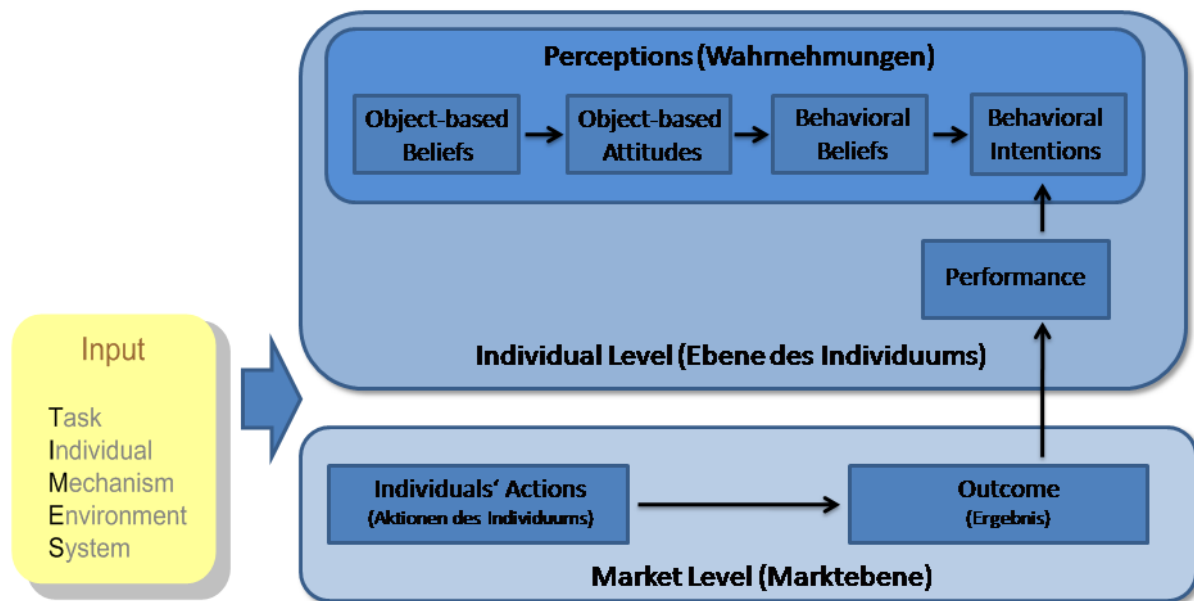 Perceptions (Wahrnehmungen)
Object-based
Beliefs
Object-based
Attitudes
Behavioral
Beliefs
Behavioral
Intentions
Performance
Individual Level (Ebene des Individuums)
Input
Task
Individual
Mechanism
Environment
System
Individuals‘ Actions
(Aktionen des Individuums)
Outcome
(Ergebnis)
Market Level (Marktebene)